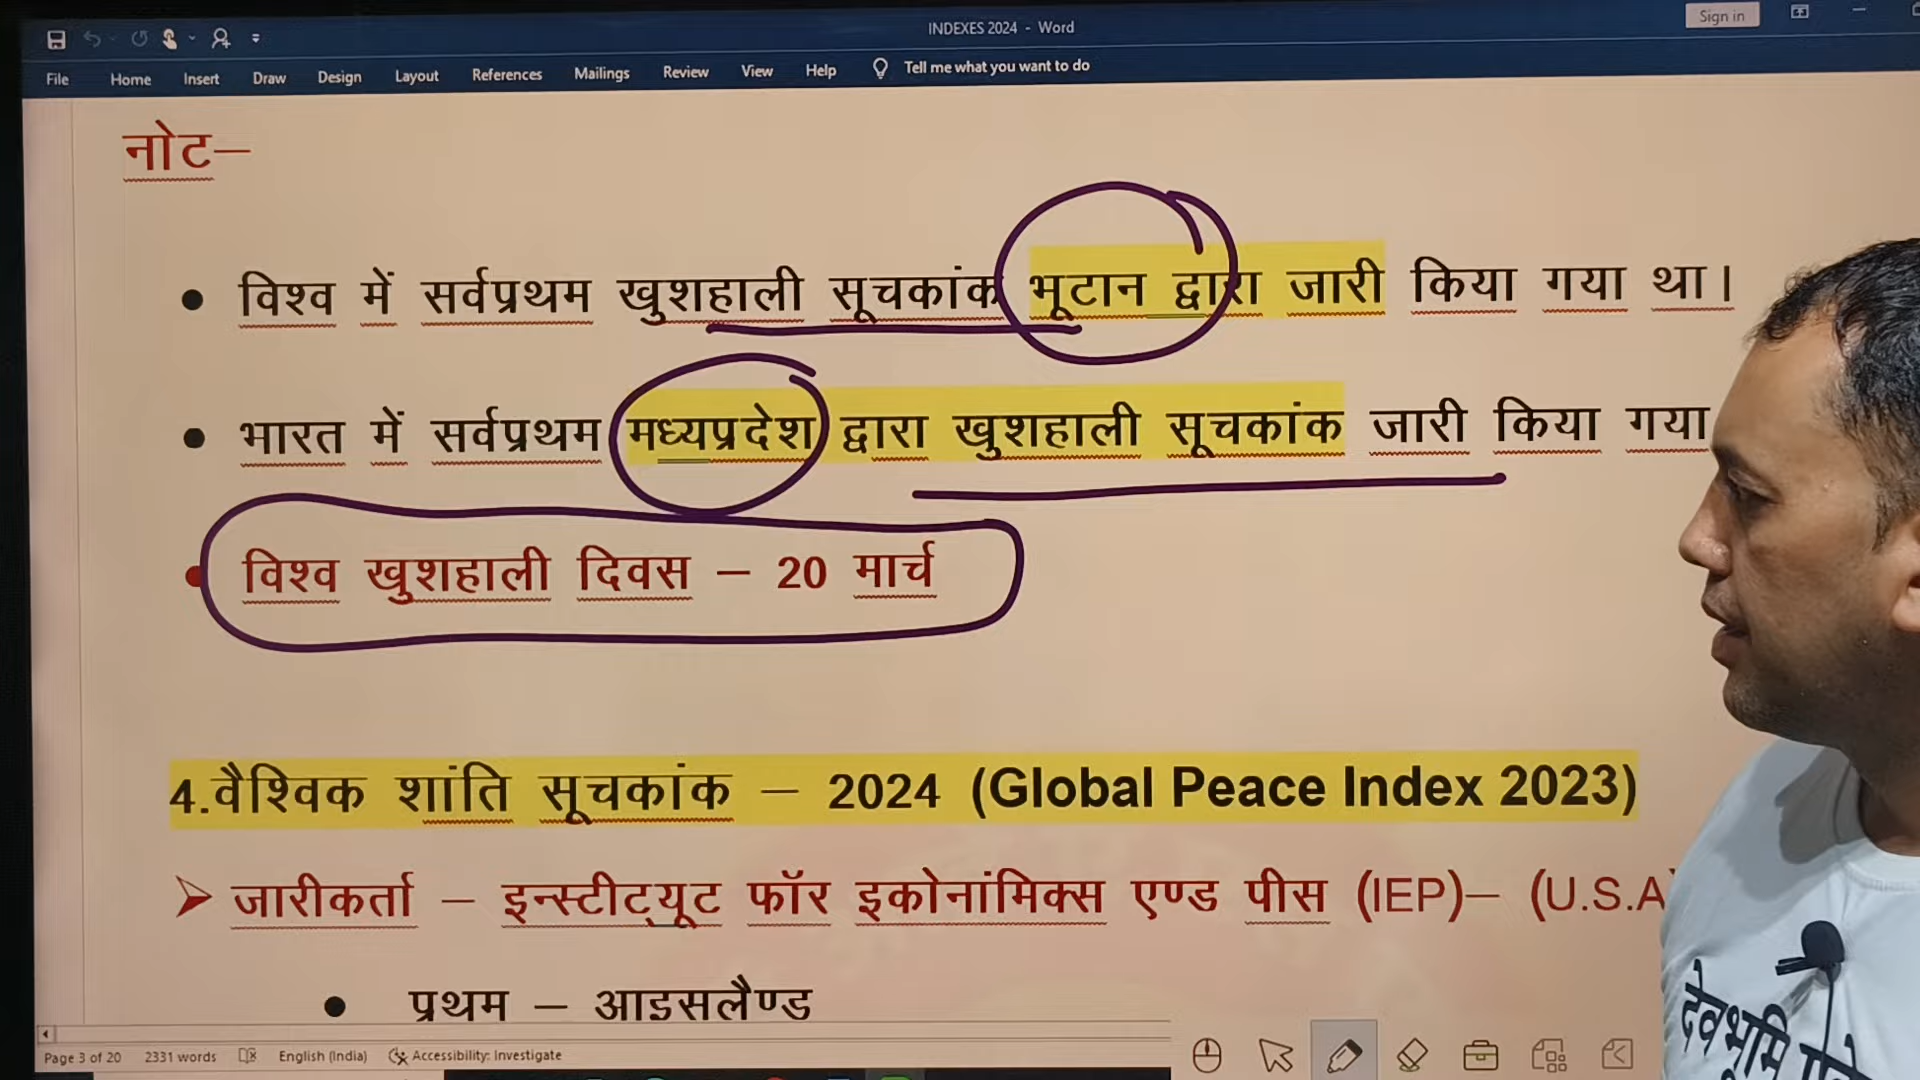 INDEXES 2024 - Word
Sign in
File Home Insert Draw Design Layout References Mailings Review View Help Tell me what you want to do
नोट–
• विश्व में सर्वप्रथम खुशहाली सूचकांक भूटान द्वारा जारी किया गया था।
• भारत में सर्वप्रथम मध्यप्रदेश द्वारा खुशहाली सूचकांक जारी किया गया
• विश्व खुशहाली दिवस – 20 मार्च
4.वैश्विक शांति सूचकांक – 2024 (Global Peace Index 2023)
➢ जारीकर्ता – इन्स्टीट्यूट फॉर इकोनांमिक्स एण्ड पीस (IEP)– (U.S.A)
• प्रथम – आइसलैण्ड
देवभूमि
Page 3 of 20 2331 words English (India) Accessibility: Investigate